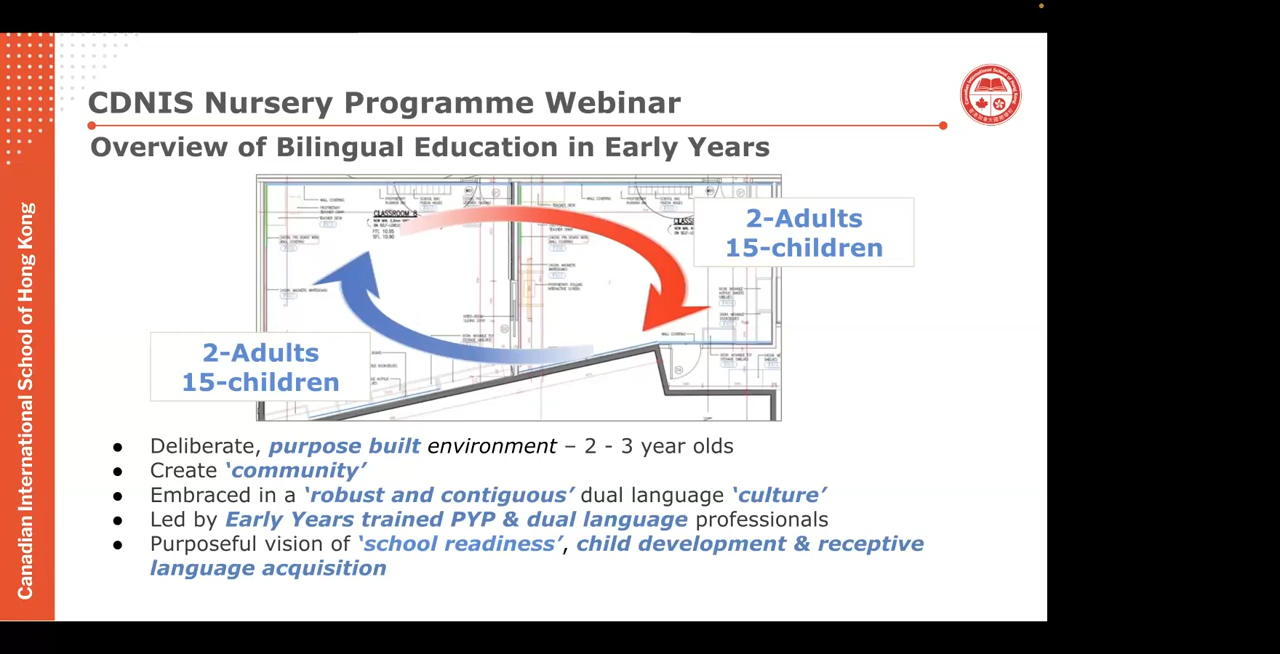 CDNIS Nursery Programme Webinar
Overview of Bilingual Education in Early Years
Canadian International School of Hong Kong
CLASSROOM 8
2-Adults
15-children
2-Adults
15-children
● Deliberate, purpose built environment – 2 - 3 year olds
● Create ‘community’
● Embraced in a ‘robust and contiguous’ dual language ‘culture’
● Led by Early Years trained PYP & dual language professionals
● Purposeful vision of ‘school readiness’, child development & receptive
language acquisition